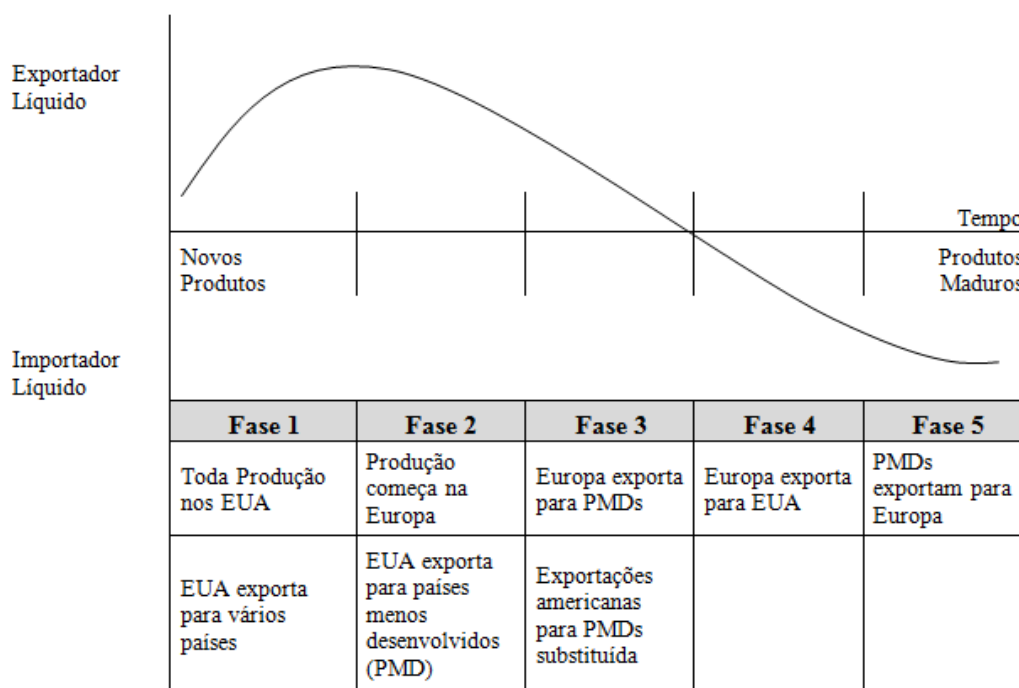 Exportador
Líquido
Tempo
Novos
Produtos
Produtos
Maduros
Importador
Líquido
Fase 1
Fase 2
Fase 3
Fase 4
Fase 5
Toda Produção
nos EUA
Produção
começa na
Europa
Europa exporta
para PMDs
Europa exporta
para EUA
PMDs
exportam para
Europa
EUA exporta
para vários
países
EUA exporta
para países
menos
desenvolvidos
(PMD)
Exportações
americanas
para PMDs
substituída